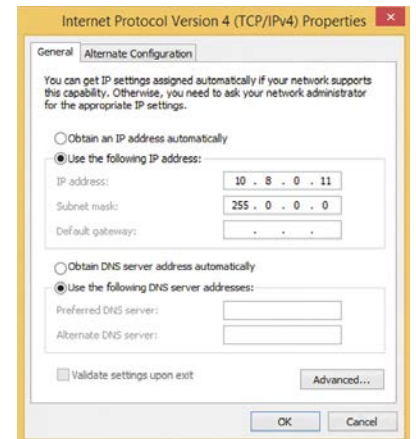 Internet Protocol Version 4 (TCP/IPv4) Properties
General
Alternate Configuration
You can get IP settings assigned automatically if your network supports
this capability. Otherwise, you need to ask your network administrator
for the appropriate IP settings.
Obtain an IP address automatically
Use the following IP address:
IP address: 10 . 8 . 0 . 11
Subnet mask: 255 . 0 . 0 . 0
Default gateway: . . .
Obtain DNS server address automatically
Use the following DNS server addresses:
Preferred DNS server:
Alternate DNS server:
Validate settings upon exit
Advanced...
OK
Cancel